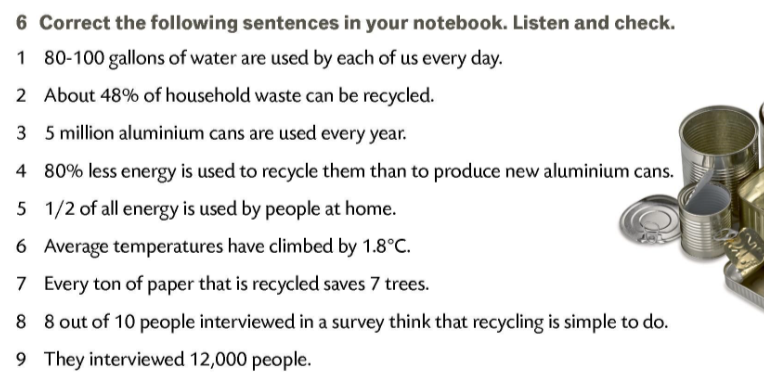 6 Correct the following sentences in your notebook. Listen and check.
1 80-100 gallons of water are used by each of us every day.
2 About 48% of household waste can be recycled.
3 5 million aluminium cans are used every year.
4 80% less energy is used to recycle them than to produce new aluminium cans.
5 1/2 of all energy is used by people at home.
6 Average temperatures have climbed by 1.8°C.
7 Every ton of paper that is recycled saves 7 trees.
8 8 out of 10 people interviewed in a survey think that recycling is simple to do.
9 They interviewed 12,000 people.